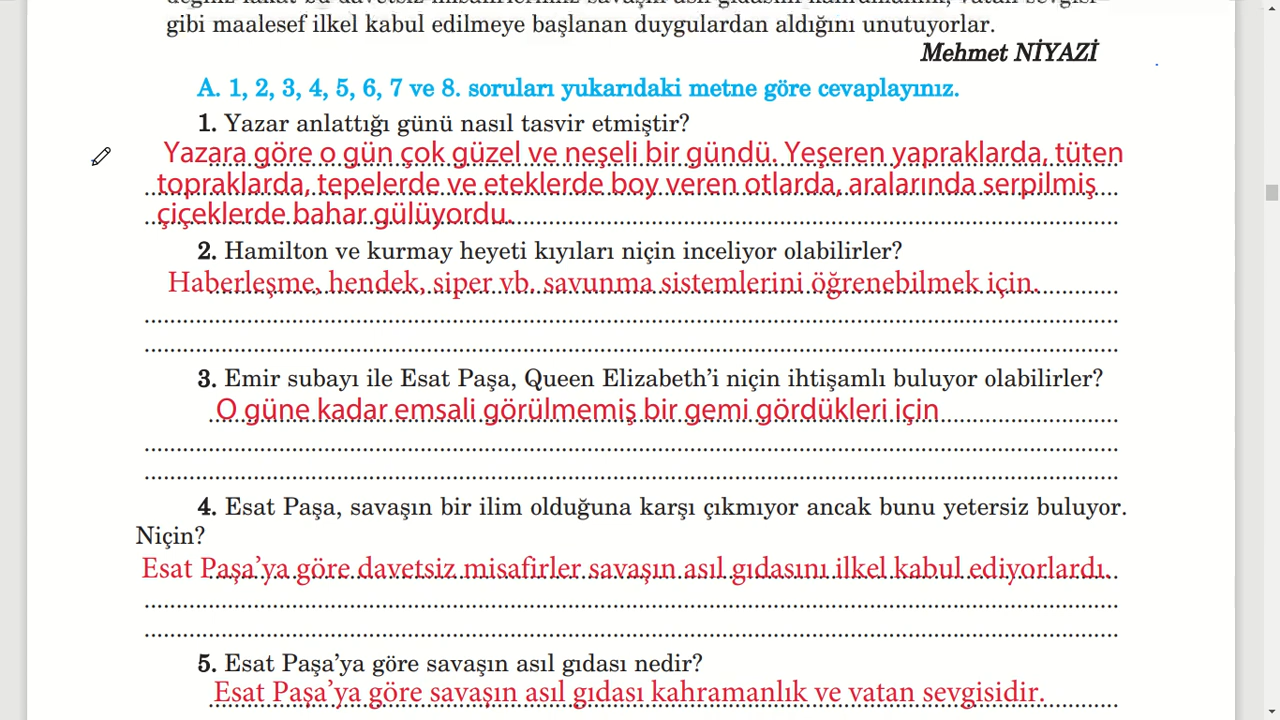 gibi maalesef ilkel kabul edilmeye başlanan duygulardan aldığını unutuyorlar.
Mehmet NİYAZİ
A. 1, 2, 3, 4, 5, 6, 7 ve 8. soruları yukarıdaki metne göre cevaplayınız.
1. Yazar anlattığı günü nasıl tasvir etmiştir?
Yazara göre o gün çok güzel ve neşeli bir gündü. Yeşeren yapraklarda, tüten
topraklarda, tepelerde ve eteklerde boy veren otlarda, aralarında serpilmiş
çiçeklerde bahar gülüyordu.
2. Hamilton ve kurmay heyeti kıyıları niçin inceliyor olabilirler?
Haberleşme, hendek, siper vb. savunma sistemlerini öğrenebilmek için.
3. Emir subayı ile Esat Paşa, Queen Elizabeth’i niçin ihtişamlı buluyor olabilirler?
O güne kadar emsali görülmemiş bir gemi gördükleri için
4. Esat Paşa, savaşın bir ilim olduğuna karşı çıkmıyor ancak bunu yetersiz buluyor.
Niçin?
Esat Paşa’ya göre davetsiz misafirler savaşın asıl gıdasını ilkel kabul ediyorlardı.
5. Esat Paşa’ya göre savaşın asıl gıdası nedir?
Esat Paşa’ya göre savaşın asıl gıdası kahramanlık ve vatan sevgisidir.